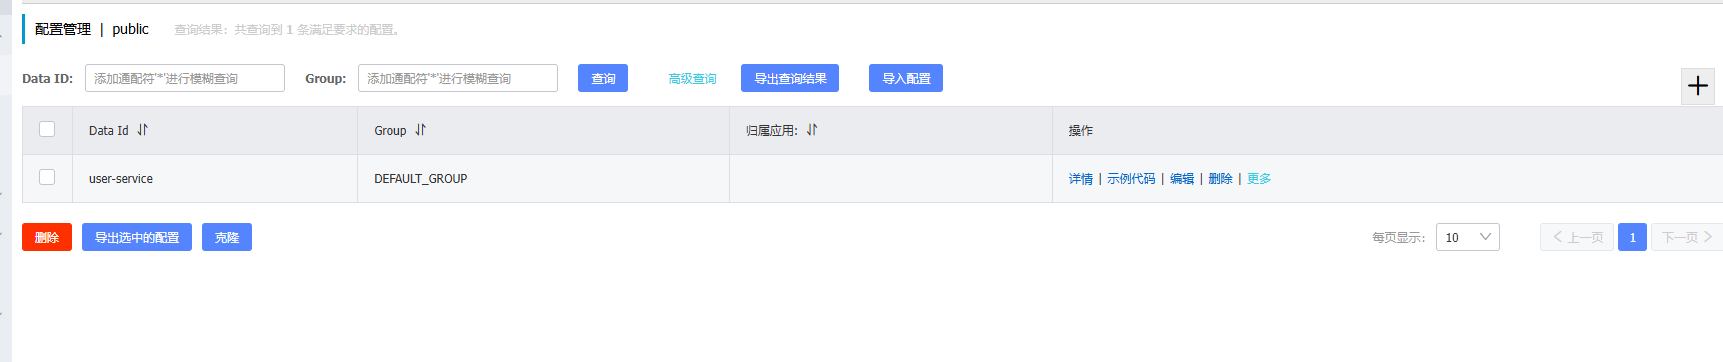 配置管理 | public 查询结果：共查询到 1 条满足要求的配置。
Data ID: 添加通配符'*'进行模糊查询 Group: 添加通配符'*'进行模糊查询 查询 高级查询 导出查询结果 导入配置
Data Id Group 归属应用: 操作
user-service DEFAULT_GROUP 详情 | 示例代码 | 编辑 | 删除 | 更多
删除 导出选中的配置 克隆 每页显示: 10 上一页 1 下一页